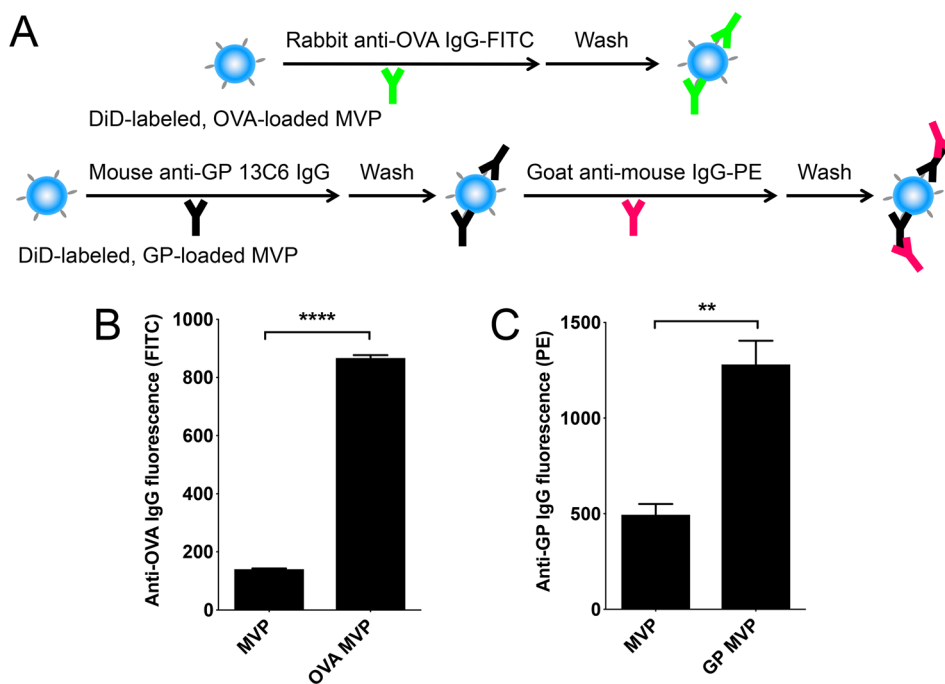 A
Rabbit anti-OVA IgG-FITC
Wash
DiD-labeled, OVA-loaded MVP
Mouse anti-GP 13C6 IgG
Wash
Goat anti-mouse IgG-PE
Wash
DiD-labeled, GP-loaded MVP
B
Anti-OVA IgG fluorescence (FITC)
1000
800
600
400
200
0
****
MVP
OVA MVP
C
Anti-GP IgG fluorescence (PE)
1500
1000
500
0
**
MVP
GP MVP